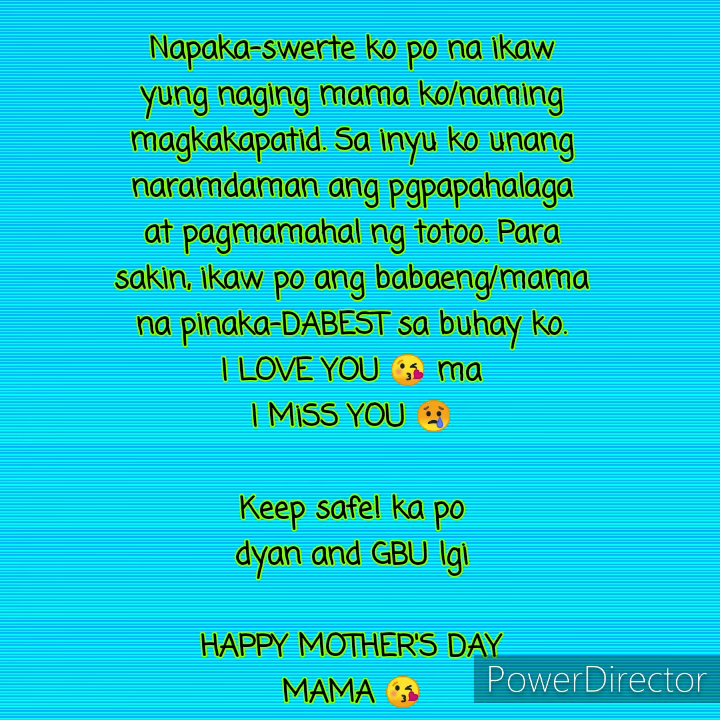 Napaka-swerte ko po na ikaw
yung naging mama ko/naming
magkakapatid. Sa inyu ko unang
naramdaman ang pgpapahalaga
at pagmamahal ng totoo. Para
sakin, ikaw po ang babaeng/mama
na pinaka-DABEST sa buhay ko.
I LOVE YOU 😘 ma
I MiSS YOU 😢
Keep safe! ka po
dyan and GBU lgi
HAPPY MOTHER'S DAY
MAMA 😘
PowerDirector